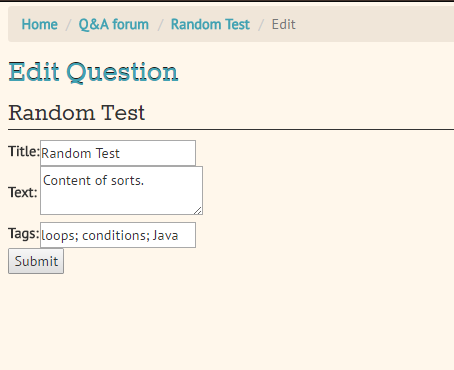 Home / Q&A forum / Random Test / Edit
Edit Question
Random Test
Title: Random Test
Text: Content of sorts.
Tags: loops; conditions; Java
Submit